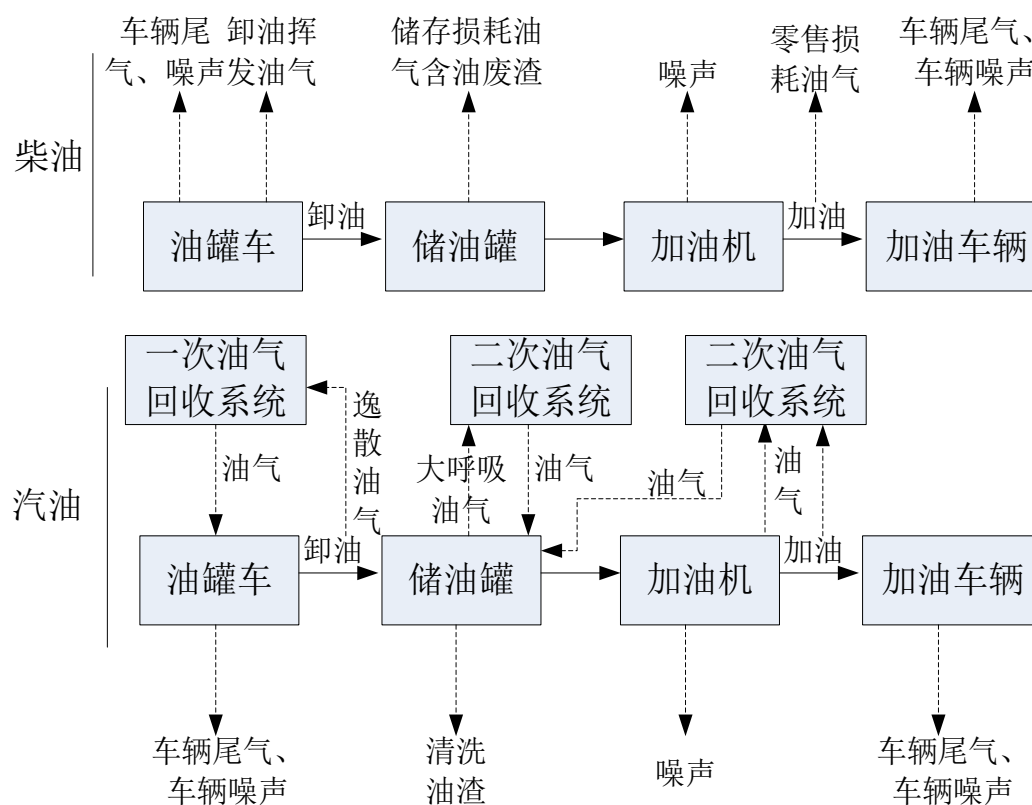 车辆尾
气、噪声
卸油挥
发油气
储存损耗油
气含油废渣
噪声
零售损
耗油气
车辆尾气、
车辆噪声
柴油
油罐车
卸油
储油罐
加油机
加油
加油车辆
一次油气
回收系统
二次油气
回收系统
二次油气
回收系统
油气
逸
散
油
气
大呼吸
油气
油气
油气
油
气
汽油
油罐车
卸油
储油罐
加油机
加油
加油车辆
车辆尾气、
车辆噪声
清洗
油渣
噪声
车辆尾气、
车辆噪声